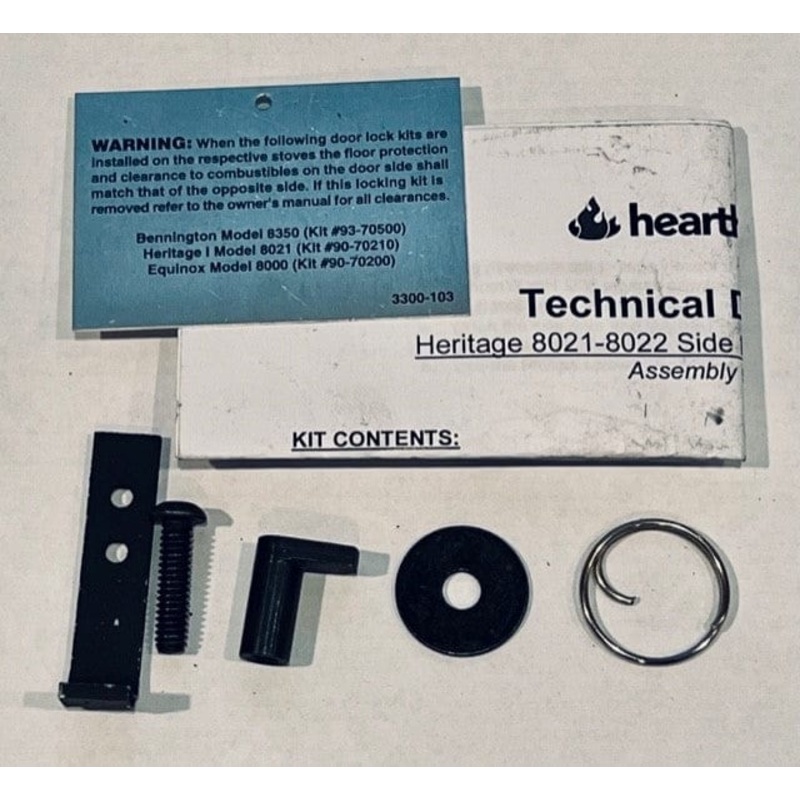 WARNING: When the following door lock kits are
installed on the respective stoves the floor protection
and clearance to combustibles on the door side shall
match that of the opposite side. If this locking kit is
removed refer to the owner's manual for all clearances.
Bennington Model 8350 (Kit #93-70500)
Heritage I Model 8021 (Kit #90-70210)
Equinox Model 8000 (Kit #90-70200)
3300-103
heart
Technical
Heritage 8021-8022 Side
Assembly
KIT CONTENTS: